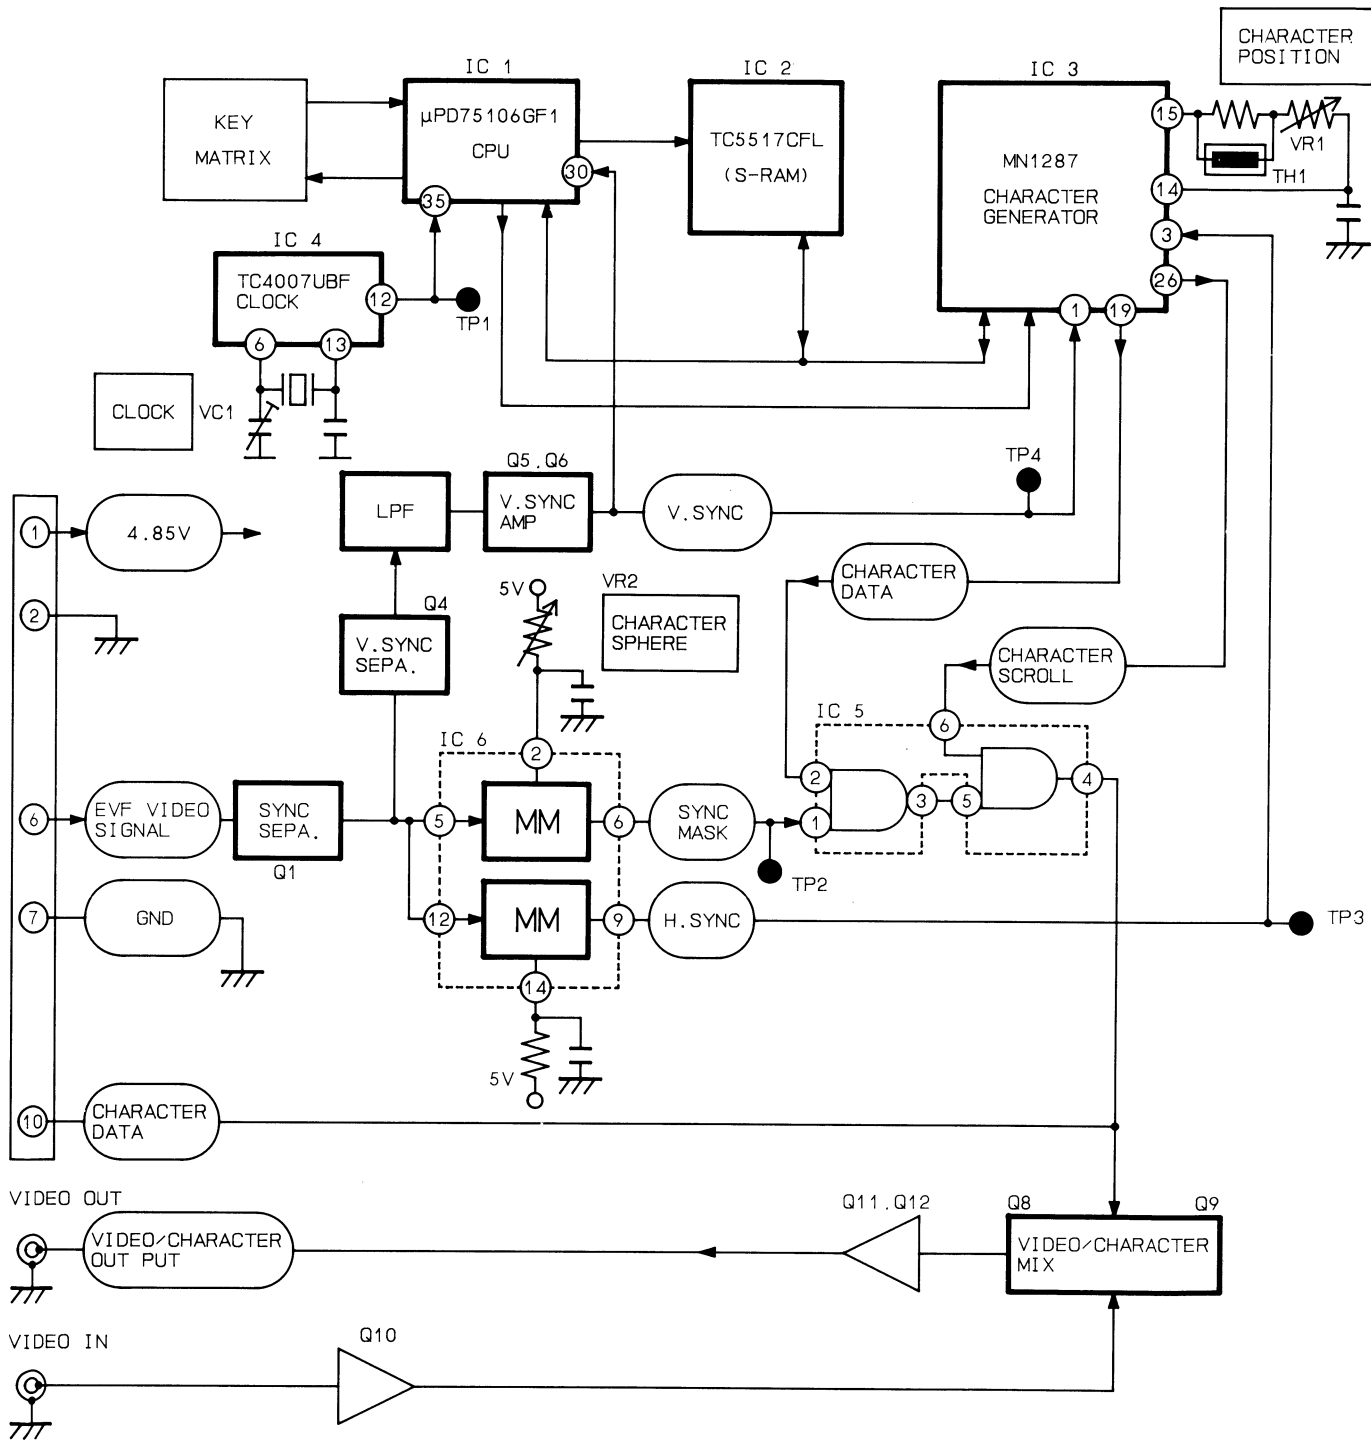 CHARACTER
POSITION
IC 1
IC 2
IC 3
KEY
MATRIX
µPD75106GF1
CPU
30
35
TC5517CFL
(S-RAM)
MN1287
CHARACTER
GENERATOR
15
14
3
26
1
19
VR1
TH1
IC 4
TC4007UBF
CLOCK
12
6
13
TP1
CLOCK
VC1
1
4.85V
2
LPF
Q5,Q6
V.SYNC
AMP
V.SYNC
TP4
Q4
V.SYNC
SEPA.
5V
VR2
CHARACTER
SPHERE
CHARACTER
DATA
CHARACTER
SCROLL
IC 5
6
2
1
3
5
4
IC 6
2
6
EVF VIDEO
SIGNAL
SYNC
SEPA.
Q1
5
MM
6
SYNC
MASK
TP2
7
GND
12
MM
9
H.SYNC
TP3
14
5V
10
CHARACTER
DATA
VIDEO OUT
VIDEO/CHARACTER
OUT PUT
Q11,Q12
Q8
Q9
VIDEO/CHARACTER
MIX
VIDEO IN
Q10